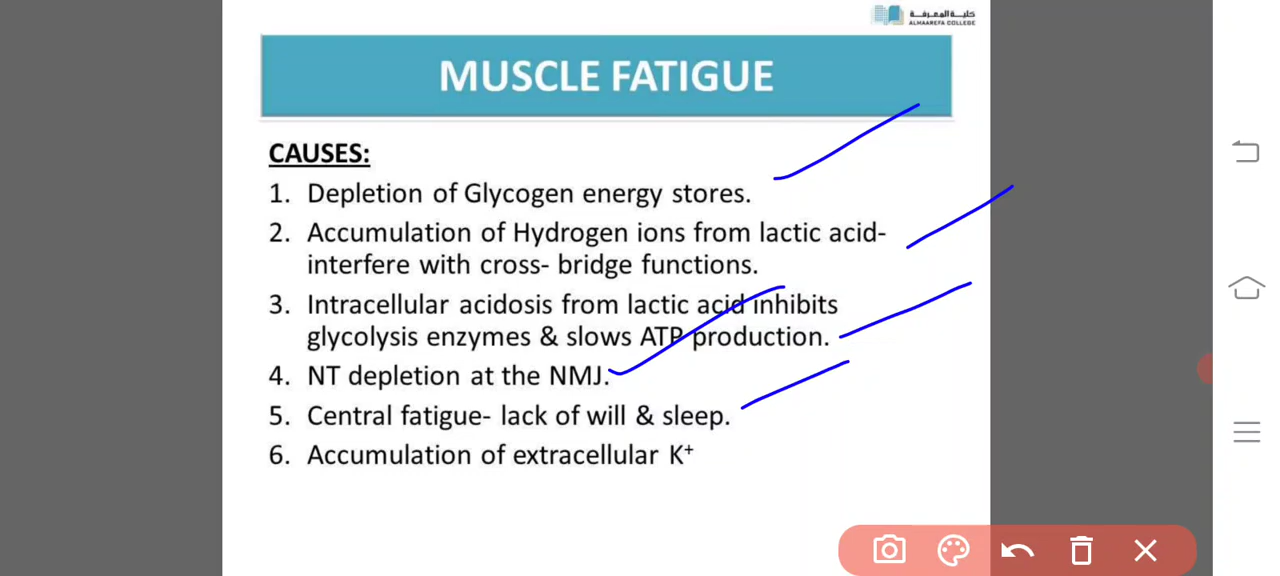 كلية المعرفة
ALMAAREFA COLLEGE
MUSCLE FATIGUE
CAUSES:
1. Depletion of Glycogen energy stores.
2. Accumulation of Hydrogen ions from lactic acid-
interfere with cross- bridge functions.
3. Intracellular acidosis from lactic acid inhibits
glycolysis enzymes & slows ATP production.
4. NT depletion at the NMJ.
5. Central fatigue- lack of will & sleep.
6. Accumulation of extracellular K⁺